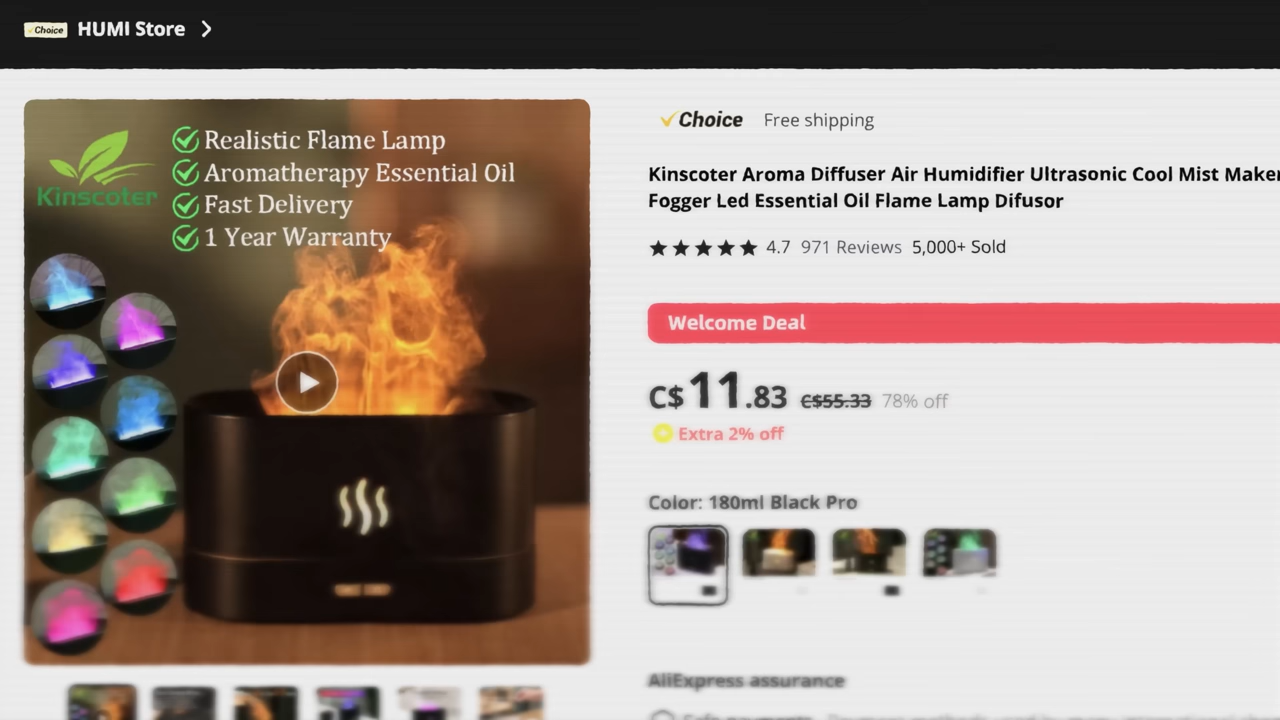 Choice HUMI Store
Kinscoter
Realistic Flame Lamp
Aromatherapy Essential Oil
Fast Delivery
1 Year Warranty
Choice Free shipping
Kinscoter Aroma Diffuser Air Humidifier Ultrasonic Cool Mist Maker
Fogger Led Essential Oil Flame Lamp Difusor
4.7 971 Reviews 5,000+ Sold
Welcome Deal
C$11.83 C$55.33 78% off
Extra 2% off
Color: 180ml Black Pro
AliExpress assurance